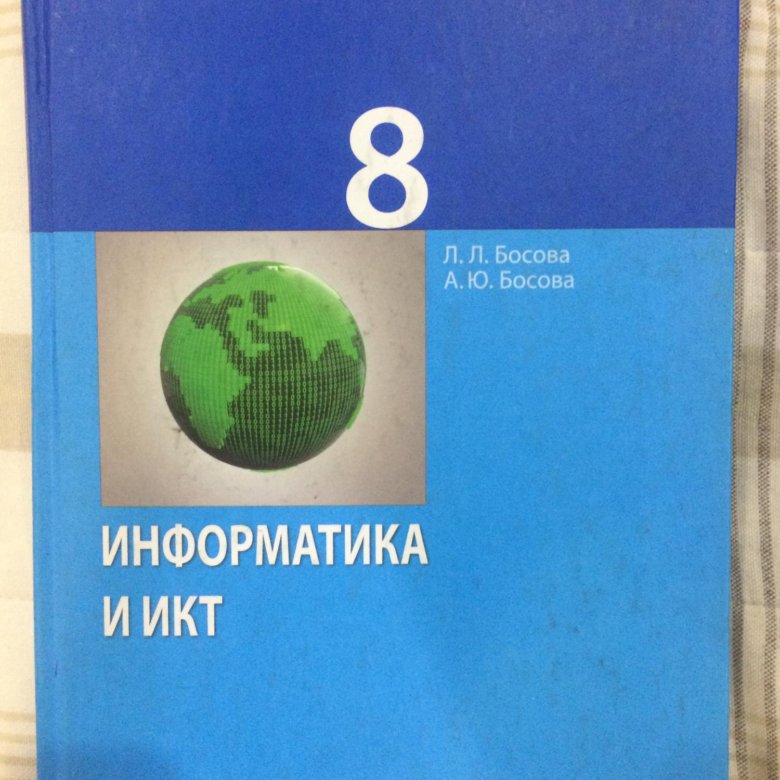 8
Л. Л. Босова
А. Ю. Босова
ИНФОРМАТИКА
И ИКТ